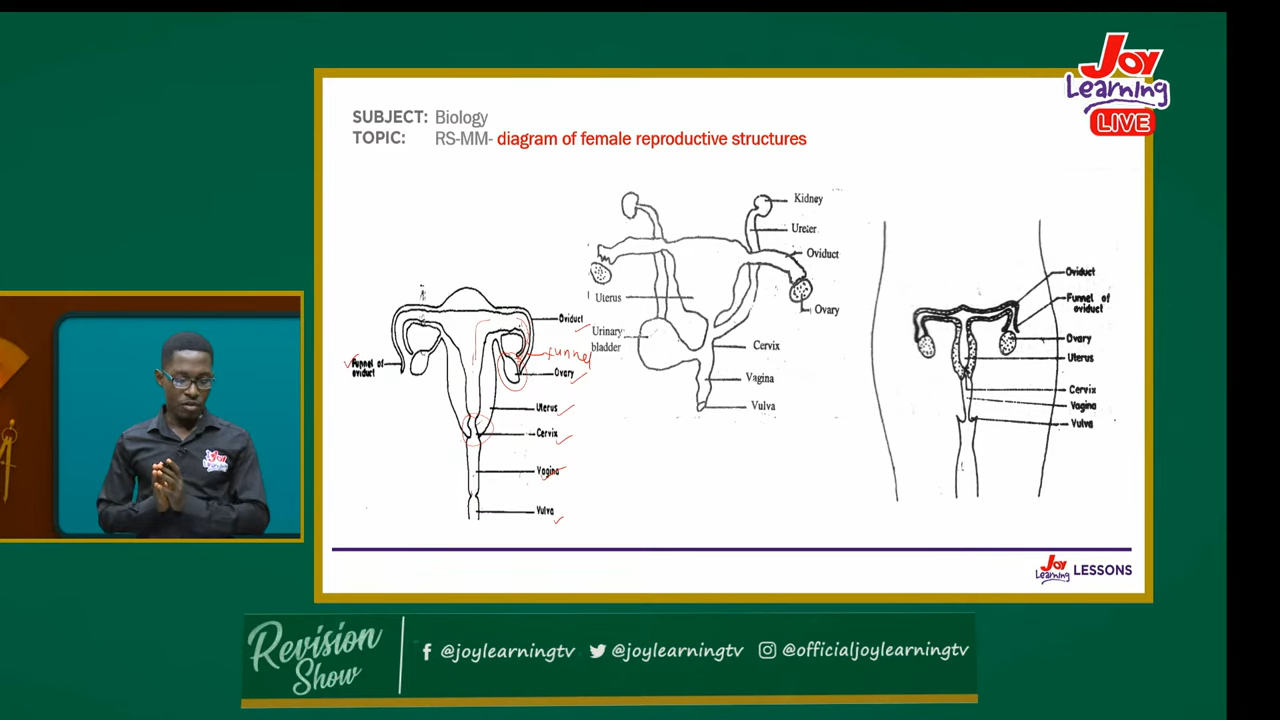 Joy
Learning
LIVE
SUBJECT: Biology
TOPIC: RS-MM- diagram of female reproductive structures
Oviduct
Funnel of
oviduct
funnel
Ovary
Uterus
Cervix
Vagina
Vulva
Kidney
Ureter
Oviduct
Uterus
Ovary
Urinary
bladder
Cervix
Vagina
Vulva
Oviduct
Funnel of
oviduct
Ovary
Uterus
Cervix
Vagina
Vulva
Joy
Learning
LESSONS
Revision
Show
@joylearningtv
@joylearningtv
@officialjoylearningtv